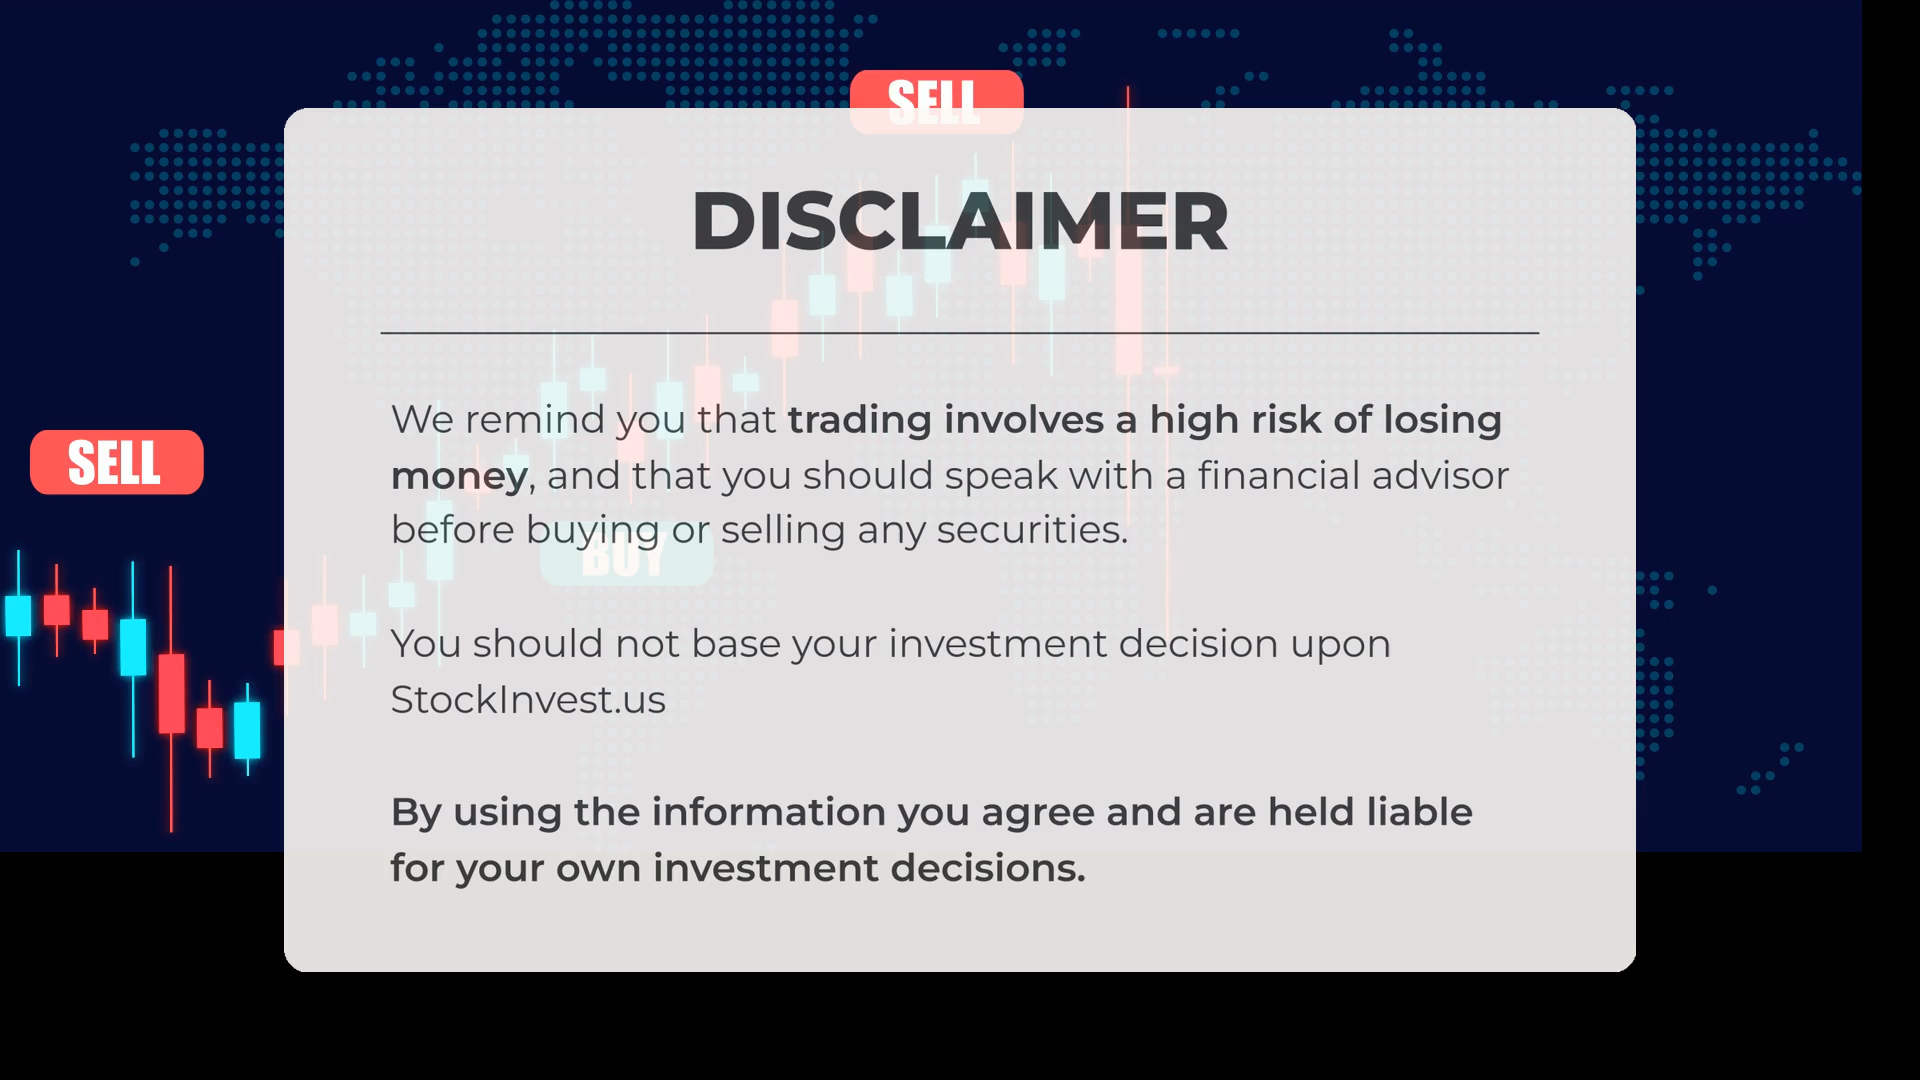 SELL
DISCLAIMER
We remind you that trading involves a high risk of losing
money, and that you should speak with a financial advisor
before buying or selling any securities.
SELL
BUY
You should not base your investment decision upon
StockInvest.us
By using the information you agree and are held liable
for your own investment decisions.